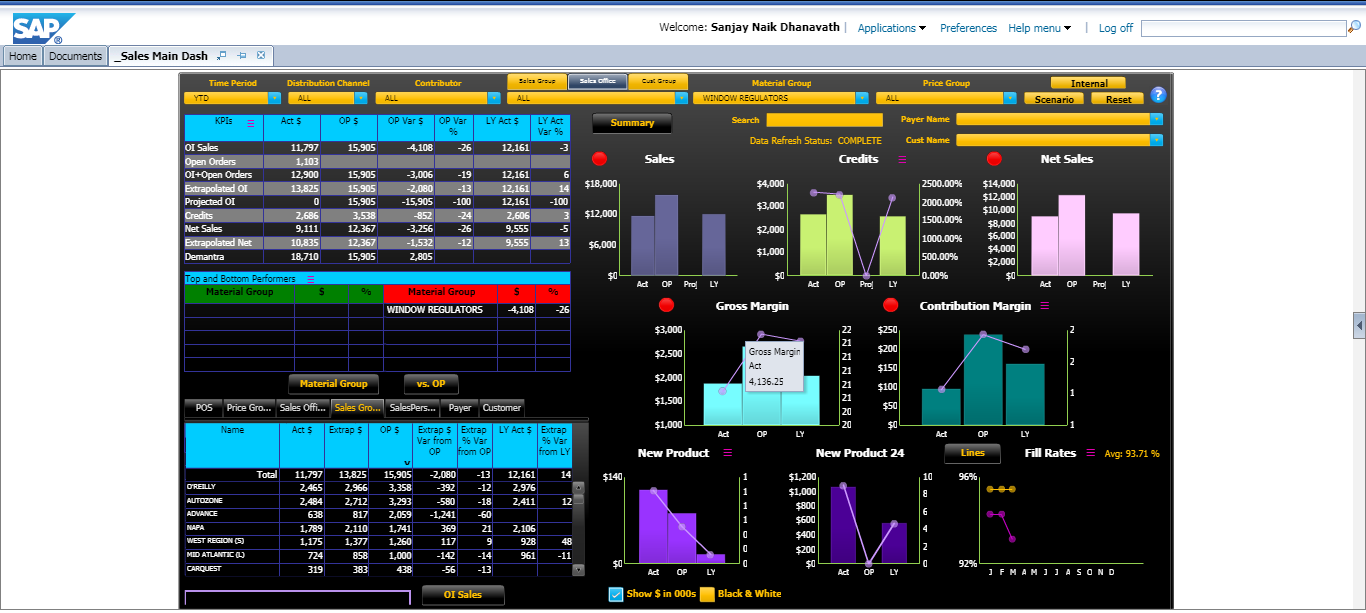 SAP ®
Welcome: Sanjay Naik Dhanavath | Applications Preferences Help menu | Log off
Home Documents _Sales Main Dash
Time Period Distribution Channel Contributor Sales Group Sales Office Cust Group Material Group Price Group Internal
YTD ALL ALL ALL WINDOW REGULATORS ALL Scenario Reset ?
KPIs Act $ OP $ OP Var $ OP Var % LY Act $ LY Act Var %
OI Sales 11,797 15,905 -4,108 -26 12,161 -3
Open Orders 1,103
OI+Open Orders 12,900 15,905 -3,006 -19 12,161 6
Extrapolated OI 13,825 15,905 -2,080 -13 12,161 14
Projected OI 0 15,905 -15,905 -100 12,161 -100
Credits 2,686 3,538 -852 -24 2,606 3
Net Sales 9,111 12,367 -3,256 -26 9,555 -5
Extrapolated Net 10,835 12,367 -1,532 -12 9,555 13
Demantra 18,710 15,905 2,805
Summary Search Payer Name
Data Refresh Status: COMPLETE Cust Name
Sales
$18,000
$12,000
$6,000
$0
Act OP Proj LY
Credits
$4,000 2500.00%
$3,000 2000.00%
1500.00%
$2,000
1000.00%
$1,000 500.00%
$0 0.00%
Act OP Proj LY
Net Sales
$14,000
$12,000
$10,000
$8,000
$6,000
$4,000
$2,000
$0
Act OP Proj LY
Top and Bottom Performers
Material Group $ % Material Group $ %
WINDOW REGULATORS -4,108 -26
Material Group vs. OP
Gross Margin
$3,000 22
$2,500 21
21
$2,000 21
21
$1,500 21
20
$1,000 20
Act OP LY
Gross Margin
Act
4,136.25
Contribution Margin
$250 2
$200
$150 2
$100 1
$50
$0 1
Act OP LY
POS Price Gro... Sales Offi... Sales Gro... SalesPers... Payer Customer
Name Act $ Extrap $ OP $ Extrap $ Var from OP Extrap % Var from OP LY Act $ Extrap % Var from LY
Total 11,797 13,825 15,905 -2,080 -13 12,161 14
O'REILLY 2,465 2,966 3,358 -392 -12 2,976
AUTOZONE 2,484 2,712 3,293 -580 -18 2,411 12
ADVANCE 638 817 2,059 -1,241 -60
NAPA 1,789 2,110 1,741 369 21 2,106
WEST REGION (S) 1,175 1,377 1,260 117 9 928 48
MID ATLANTIC (L) 724 858 1,000 -142 -14 961 -11
CARQUEST 319 383 438 -56 -13
OI Sales
New Product
$140 1
1
1
1
0
0
$0 0
Act OP LY
New Product 24
$1,200 10
$1,000 8
$800
$600 6
$400 4
$200 2
$0 0
Act OP LY
Lines Fill Rates Avg: 93.71 %
96%
92%
J F M A M J J A S O N D
Show $ in 000s Black & White